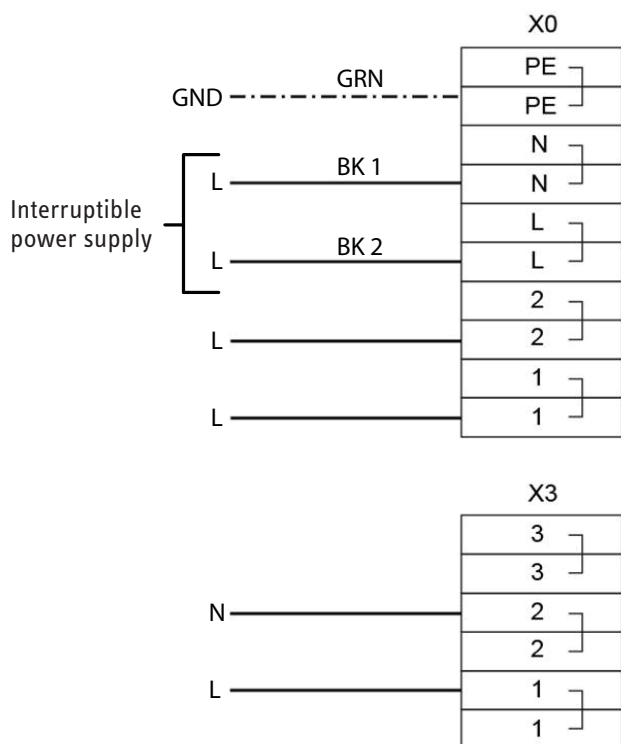 X0
PE
GND GRN PE
N
L BK 1 N
Interruptible
power supply
L
L BK 2 L
2
L 2
1
L 1
X3
3
3
N 2
2
L 1
1